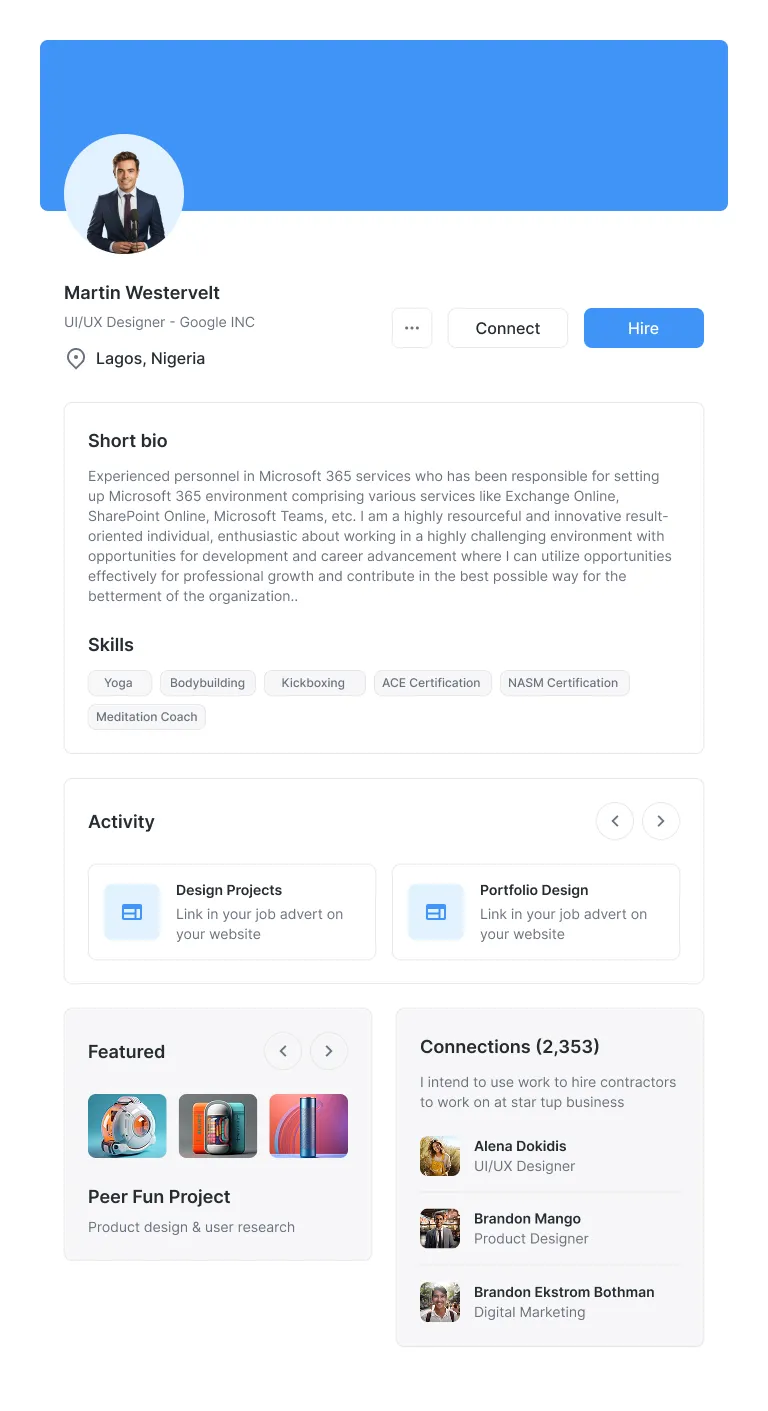 Martin Westervelt
UI/UX Designer - Google INC
Lagos, Nigeria
...
Connect
Hire
Short bio
Experienced personnel in Microsoft 365 services who has been responsible for setting
up Microsoft 365 environment comprising various services like Exchange Online,
SharePoint Online, Microsoft Teams, etc. I am a highly resourceful and innovative result-
oriented individual, enthusiastic about working in a highly challenging environment with
opportunities for development and career advancement where I can utilize opportunities
effectively for professional growth and contribute in the best possible way for the
betterment of the organization..
Skills
Yoga
Bodybuilding
Kickboxing
ACE Certification
NASM Certification
Meditation Coach
Activity
Design Projects
Link in your job advert on
your website
Portfolio Design
Link in your job advert on
your website
Featured
Peer Fun Project
Product design & user research
Connections (2,353)
I intend to use work to hire contractors
to work on at star tup business
Alena Dokidis
UI/UX Designer
Brandon Mango
Product Designer
Brandon Ekstrom Bothman
Digital Marketing